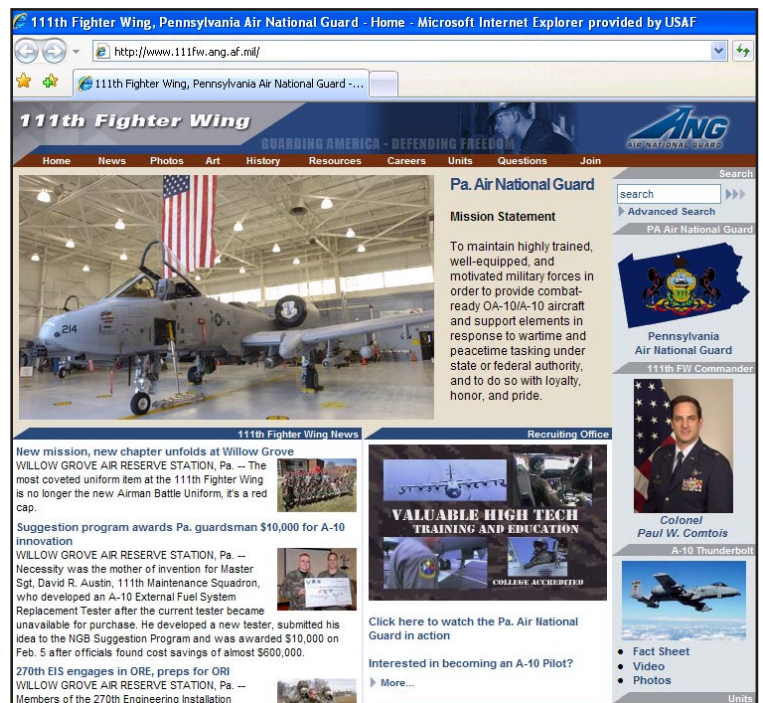 111th Fighter Wing, Pennsylvania Air National Guard - Home - Microsoft Internet Explorer provided by USAF
http://www.111fw.ang.af.mil/
111th Fighter Wing, Pennsylvania Air National Guard -...
111th Fighter Wing
GUARDING AMERICA - DEFENDING FREEDOM
ANG
AIR NATIONAL GUARD
Home News Photos Art History Resources Careers Units Questions Join
214
Pa. Air National Guard
Mission Statement
To maintain highly trained,
well-equipped, and
motivated military forces in
order to provide combat-
ready OA-10/A-10 aircraft
and support elements in
response to wartime and
peacetime tasking under
state or federal authority,
and to do so with loyalty,
honor, and pride.
Search
search
Advanced Search
PA Air National Guard
Pennsylvania
Air National Guard
111th FW Commander
Colonel
Paul W. Comtois
A-10 Thunderbolt
• Fact Sheet
• Video
• Photos
Units
111th Fighter Wing News
New mission, new chapter unfolds at Willow Grove
WILLOW GROVE AIR RESERVE STATION, Pa. -- The
most coveted uniform item at the 111th Fighter Wing
is no longer the new Airman Battle Uniform, it's a red
cap.
Suggestion program awards Pa. guardsman $10,000 for A-10
innovation
WILLOW GROVE AIR RESERVE STATION, Pa. --
Necessity was the mother of invention for Master
Sgt, David R. Austin, 111th Maintenance Squadron,
who developed an A-10 External Fuel System
Replacement Tester after the current tester became
unavailable for purchase. He developed a new tester, submitted his
idea to the NGB Suggestion Program and was awarded $10,000 on
Feb. 5 after officials found cost savings of almost $600,000.
270th EIS engages in ORE, preps for ORI
WILLOW GROVE AIR RESERVE STATION, Pa. --
Members of the 270th Engineering Installation
Recruiting Office
VALUABLE HIGH TECH
TRAINING AND EDUCATION
COLLEGE ACCREDITED
Click here to watch the Pa. Air National
Guard in action
Interested in becoming an A-10 Pilot?
More...